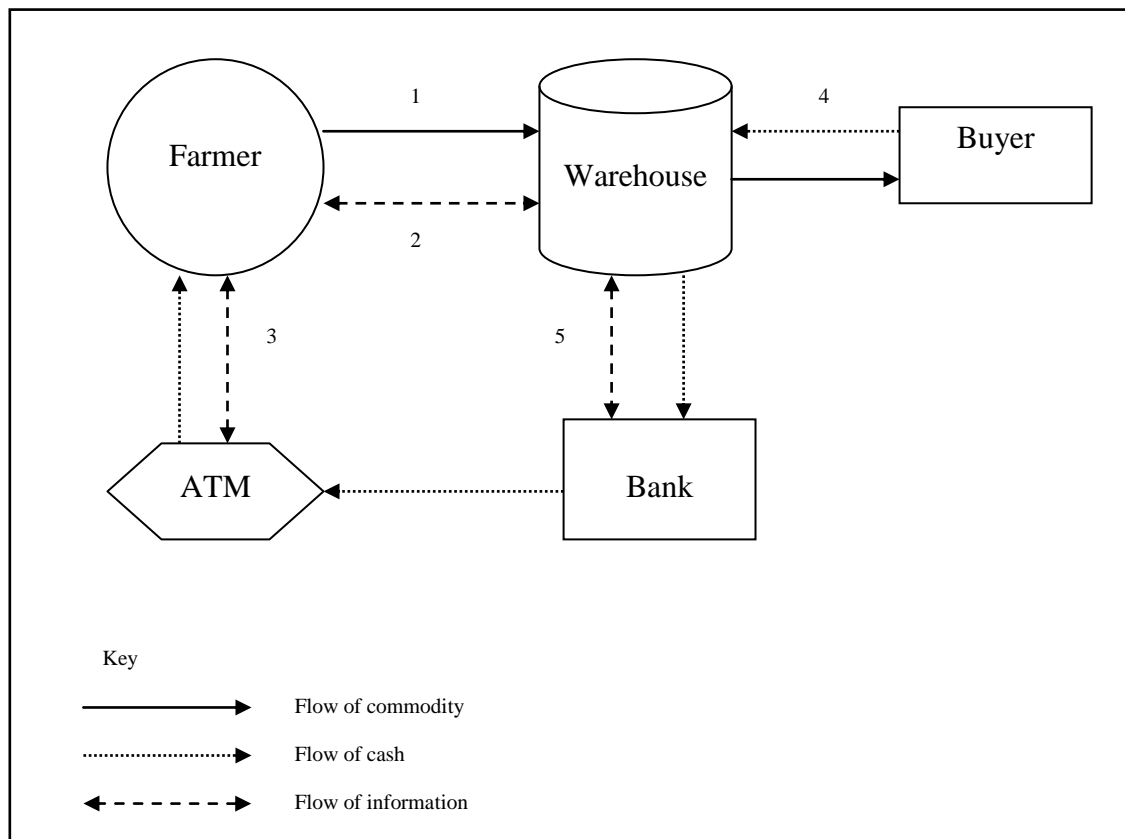 1
4
Farmer
Warehouse
Buyer
2
3
5
ATM
Bank
Key
Flow of commodity
Flow of cash
Flow of information